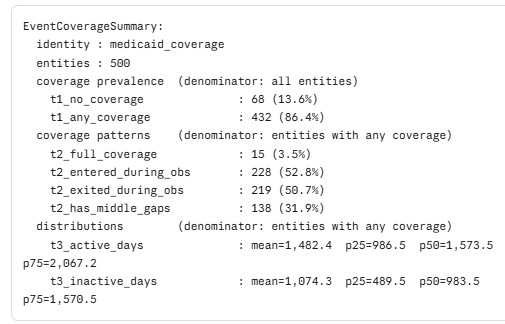 EventCoverageSummary:
  identity : medicaid_coverage
  entities : 500
  coverage prevalence  (denominator: all entities)
    t1_no_coverage             : 68 (13.6%)
    t1_any_coverage            : 432 (86.4%)
  coverage patterns    (denominator: entities with any coverage)
    t2_full_coverage           : 15 (3.5%)
    t2_entered_during_obs      : 228 (52.8%)
    t2_exited_during_obs       : 219 (50.7%)
    t2_has_middle_gaps         : 138 (31.9%)
  distributions        (denominator: entities with any coverage)
    t3_active_days             : mean=1,482.4  p25=986.5  p50=1,573.5
p75=2,067.2
    t3_inactive_days           : mean=1,074.3  p25=489.5  p50=983.5
p75=1,570.5